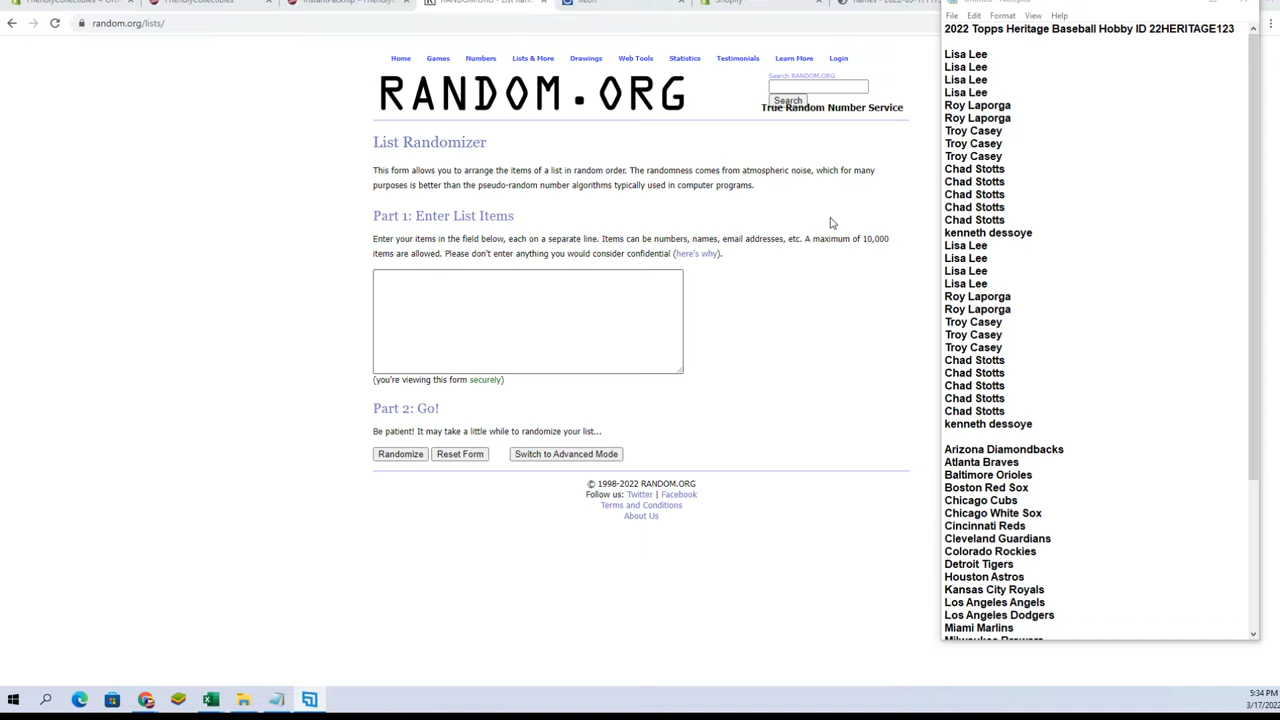 random.org/lists/
Home Games Numbers Lists & More Drawings Web Tools Statistics Testimonials Learn More Login
RANDOM.ORG
Search RANDOM.ORG
Search
True Random Number Service
List Randomizer
This form allows you to arrange the items of a list in random order. The randomness comes from atmospheric noise, which for many
purposes is better than the pseudo-random number algorithms typically used in computer programs.
Part 1: Enter List Items
Enter your items in the field below, each on a separate line. Items can be numbers, names, email addresses, etc. A maximum of 10,000
items are allowed. Please don't enter anything you would consider confidential (here's why).
(you're viewing this form securely)
Part 2: Go!
Be patient! It may take a little while to randomize your list...
Randomize Reset Form Switch to Advanced Mode
© 1998-2022 RANDOM.ORG
Follow us: Twitter | Facebook
Terms and Conditions
About Us
File Edit Format View Help
2022 Topps Heritage Baseball Hobby ID 22HERITAGE123
Lisa Lee
Lisa Lee
Lisa Lee
Lisa Lee
Roy Laporga
Roy Laporga
Troy Casey
Troy Casey
Troy Casey
Chad Stotts
Chad Stotts
Chad Stotts
Chad Stotts
Chad Stotts
kenneth dessoye
Lisa Lee
Lisa Lee
Lisa Lee
Lisa Lee
Roy Laporga
Roy Laporga
Troy Casey
Troy Casey
Troy Casey
Chad Stotts
Chad Stotts
Chad Stotts
Chad Stotts
Chad Stotts
kenneth dessoye
Arizona Diamondbacks
Atlanta Braves
Baltimore Orioles
Boston Red Sox
Chicago Cubs
Chicago White Sox
Cincinnati Reds
Cleveland Guardians
Colorado Rockies
Detroit Tigers
Houston Astros
Kansas City Royals
Los Angeles Angels
Los Angeles Dodgers
Miami Marlins
Milwaukee Brewers
5:34 PM